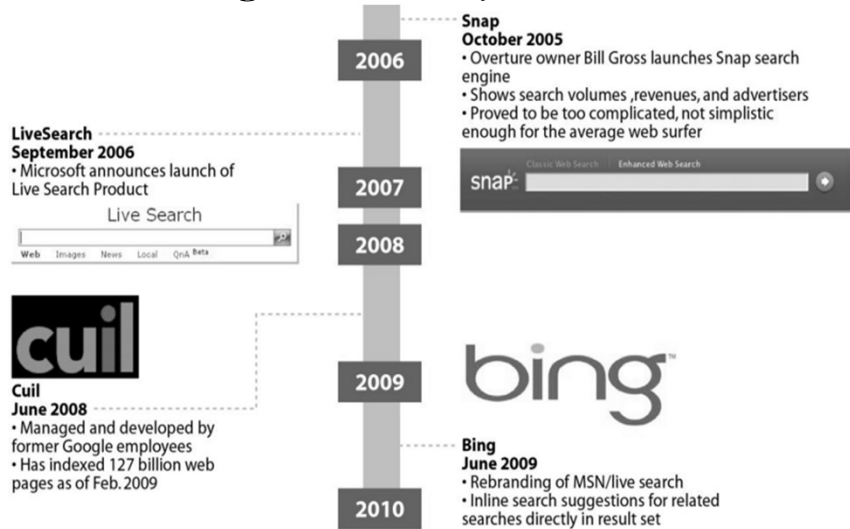 Snap
October 2005
• Overture owner Bill Gross launches Snap search
engine
• Shows search volumes ,revenues, and advertisers
• Proved to be too complicated, not simplistic
enough for the average web surfer
Classic Web Search Enhanced Web Search
snap
2006
LiveSearch
September 2006
• Microsoft announces launch of
Live Search Product
Live Search
Web Images News Local QnA Beta
2007
2008
cuil
Cuil
June 2008
• Managed and developed by
former Google employees
• Has indexed 127 billion web
pages as of Feb. 2009
2009
bing™
Bing
June 2009
• Rebranding of MSN/live search
• Inline search suggestions for related
searches directly in result set
2010